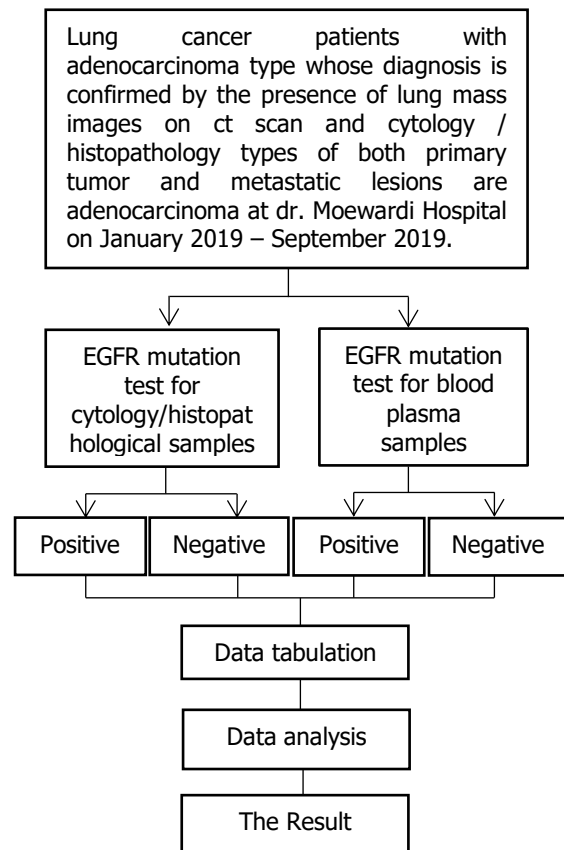 Lung cancer patients with
adenocarcinoma type whose diagnosis is
confirmed by the presence of lung mass
images on ct scan and cytology /
histopathology types of both primary
tumor and metastatic lesions are
adenocarcinoma at dr. Moewardi Hospital
on January 2019 – September 2019.
EGFR mutation
test for
cytology/histopat
hological samples
EGFR mutation
test for blood
plasma
samples
Positive
Negative
Positive
Negative
Data tabulation
Data analysis
The Result